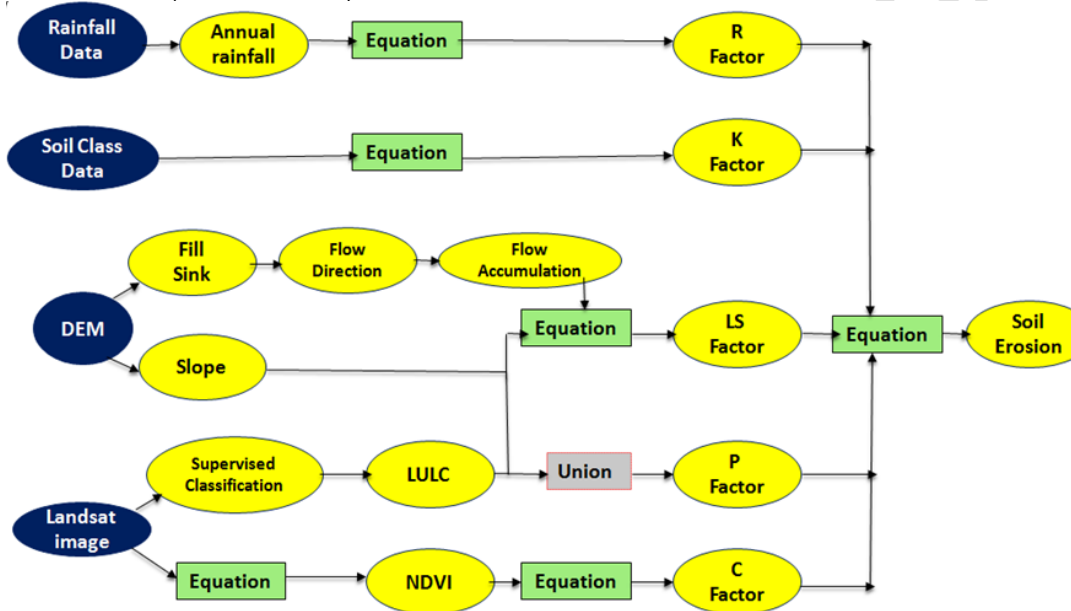 Rainfall
Data
Annual
rainfall
Equation
R
Factor
Soil Class
Data
Equation
K
Factor
Fill
Sink
Flow
Direction
Flow
Accumulation
DEM
Equation
LS
Factor
Equation
Soil
Erosion
Slope
Supervised
Classification
LULC
Union
P
Factor
Landsat
image
Equation
NDVI
Equation
C
Factor